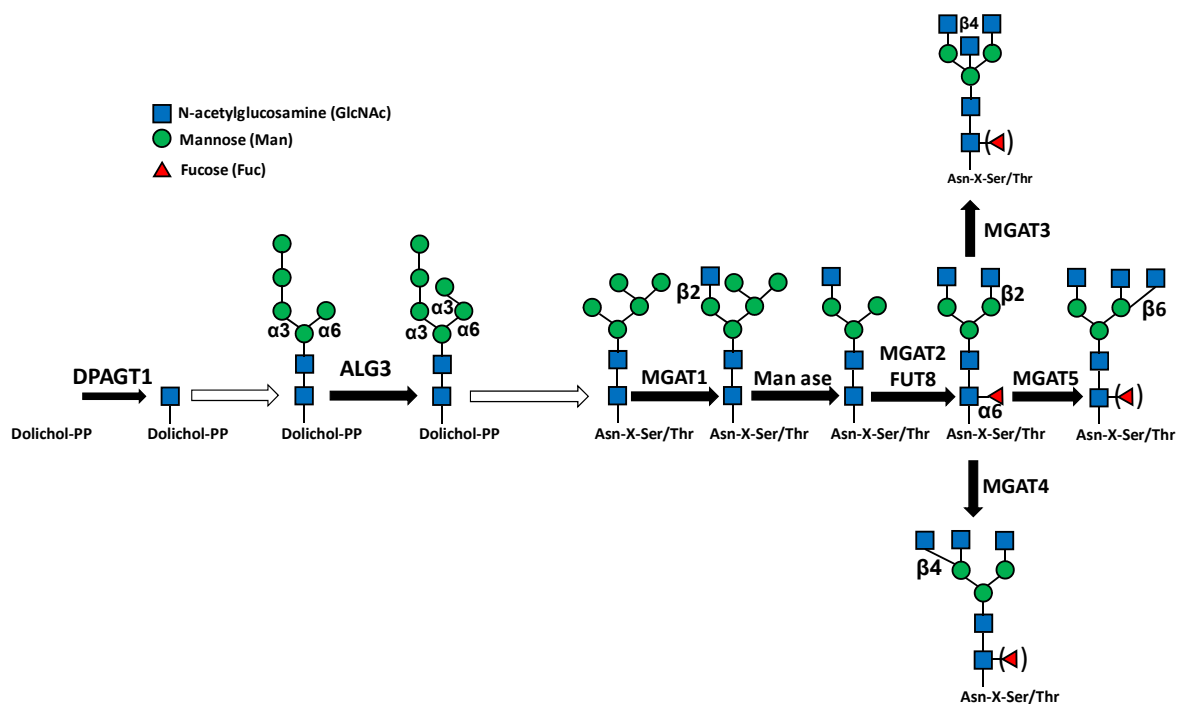 β4
N-acetylglucosamine (GlcNAc)
Mannose (Man)
Fucose (Fuc)
( )
Asn-X-Ser/Thr
MGAT3
α3 α6
α3
α3 α6
β2
β2
β6
DPAGT1
ALG3
MGAT1
Man ase
MGAT2
FUT8
MGAT5
α6
( )
Dolichol-PP
Dolichol-PP
Dolichol-PP
Dolichol-PP
Asn-X-Ser/Thr
Asn-X-Ser/Thr
Asn-X-Ser/Thr
Asn-X-Ser/Thr
Asn-X-Ser/Thr
MGAT4
β4
( )
Asn-X-Ser/Thr